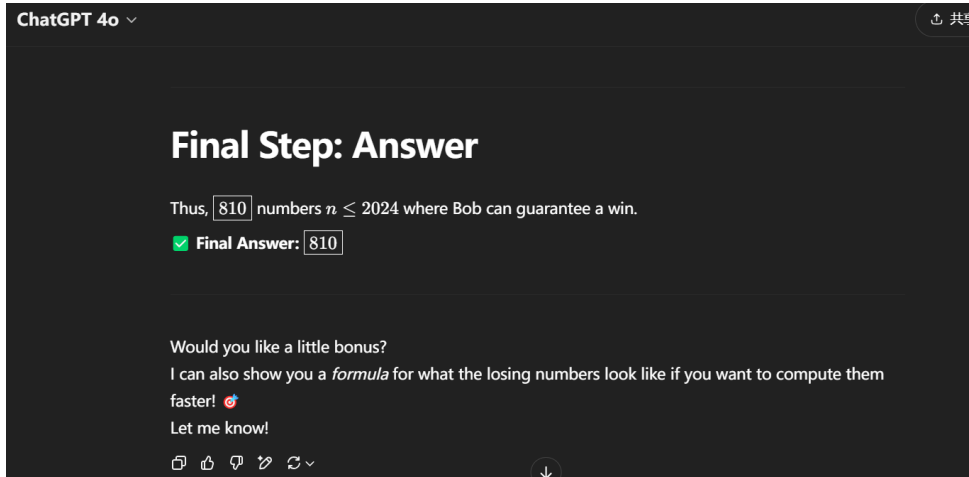 ChatGPT 4o
共享
Final Step: Answer
Thus, 810 numbers n ≤ 2024 where Bob can guarantee a win.
✅ Final Answer: 810
Would you like a little bonus?
I can also show you a formula for what the losing numbers look like if you want to compute them
faster! 🎯
Let me know!